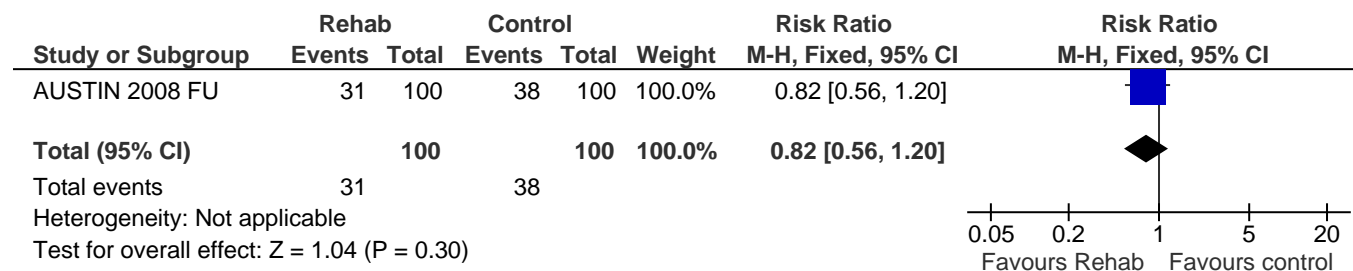 Rehab Control Risk Ratio Risk Ratio
Study or Subgroup Events Total Events Total Weight M-H, Fixed, 95% CI M-H, Fixed, 95% CI
AUSTIN 2008 FU 31 100 38 100 100.0% 0.82 [0.56, 1.20]
Total (95% CI) 100 100 100.0% 0.82 [0.56, 1.20]
Total events 31 38
Heterogeneity: Not applicable
Test for overall effect: Z = 1.04 (P = 0.30)
0.05 0.2 1 5 20
Favours Rehab Favours control